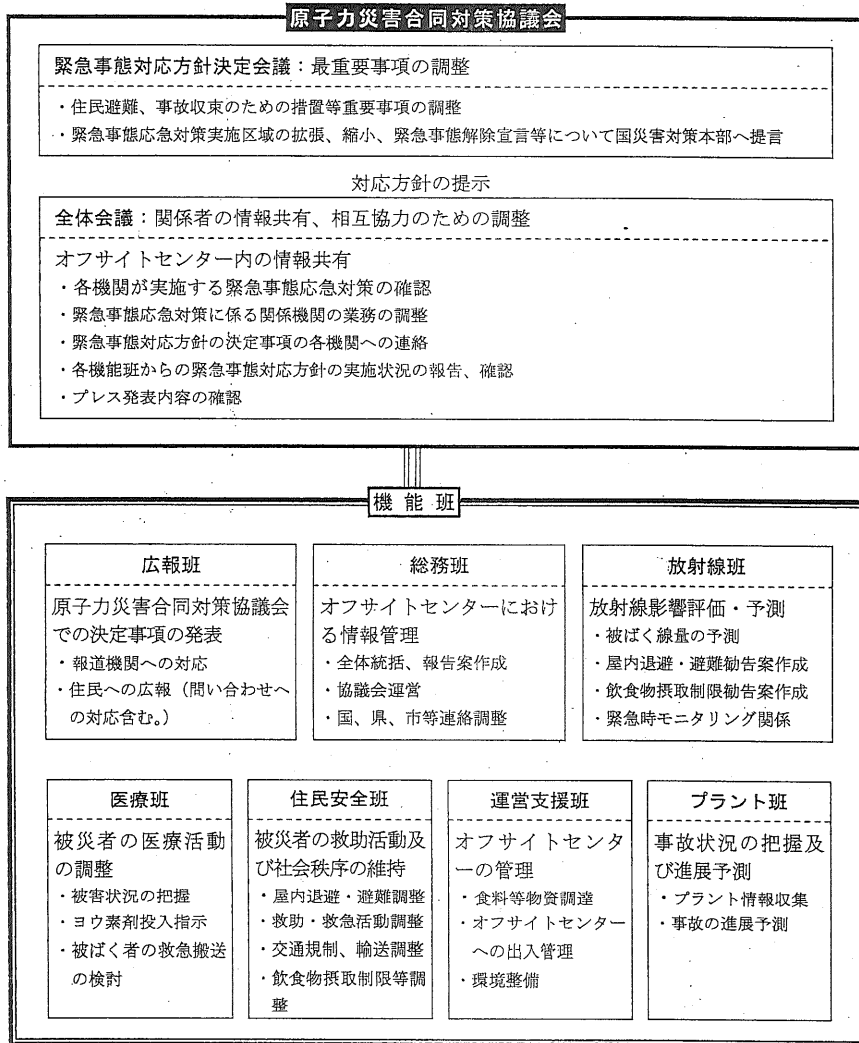 原子力災害合同対策協議会
緊急事態対応方針決定会議：最重要事項の調整
・住民避難、事故収束のための措置等重要事項の調整
・緊急事態応急対策実施区域の拡張、縮小、緊急事態解除宣言等について国災害対策本部へ提言
対応方針の提示
全体会議：関係者の情報共有、相互協力のための調整
オフサイトセンター内の情報共有
・各機関が実施する緊急事態応急対策の確認
・緊急事態応急対策に係る関係機関の業務の調整
・緊急事態対応方針の決定事項の各機関への連絡
・各機能班からの緊急事態対応方針の実施状況の報告、確認
・プレス発表内容の確認
機能班
広報班
原子力災害合同対策協議会
での決定事項の発表
・報道機関への対応
・住民への広報（問い合わせへ
の対応含む。）
総務班
オフサイトセンターにおけ
る情報管理
・全体統括、報告案作成
・協議会運営
・国、県、市等連絡調整
放射線班
放射線影響評価・予測
・被ばく線量の予測
・屋内退避・避難勧告案作成
・飲食物摂取制限勧告案作成
・緊急時モニタリング関係
医療班
被災者の医療活動
の調整
・被害状況の把握
・ヨウ素剤投入指示
・被ばく者の救急搬送
の検討
住民安全班
被災者の救助活動及
び社会秩序の維持
・屋内退避・避難調整
・救助・救急活動調整
・交通規制、輸送調整
・飲食物摂取制限等調
整
運営支援班
オフサイトセンタ
ーの管理
・食料等物資調達
・オフサイトセンター
への出入管理
・環境整備
プラント班
事故状況の把握及
び進展予測
・プラント情報収集
・事故の進展予測